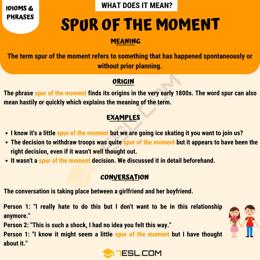 IDIOMS &
PHRASES
WHAT DOES IT MEAN?
SPUR OF THE MOMENT
MEANING
The term spur of the moment refers to something that has happened spontaneously or
without prior planning.
ORIGIN
The phrase spur of the moment finds its origins in the very early 1800s. The word spur can also
mean hastily or quickly which explains the meaning of the term.
EXAMPLES
• I know it's a little spur of the moment but we are going ice skating if you want to join us?
• The decision to withdraw troops was quite spur of the moment but it appears to have been the
right decision, even if it wasn't well thought out.
• It wasn't a spur of the moment decision. We discussed it in detail beforehand.
CONVERSATION
The conversation is taking place between a girlfriend and her boyfriend.
Person 1: "I really hate to do this but I don't want to be in this relationship
anymore."
Person 2: "This is such a shock, I had no idea you felt this way."
Person 1: "I know it might seem a little spur of the moment but I have thought
about it."
7ESL.COM